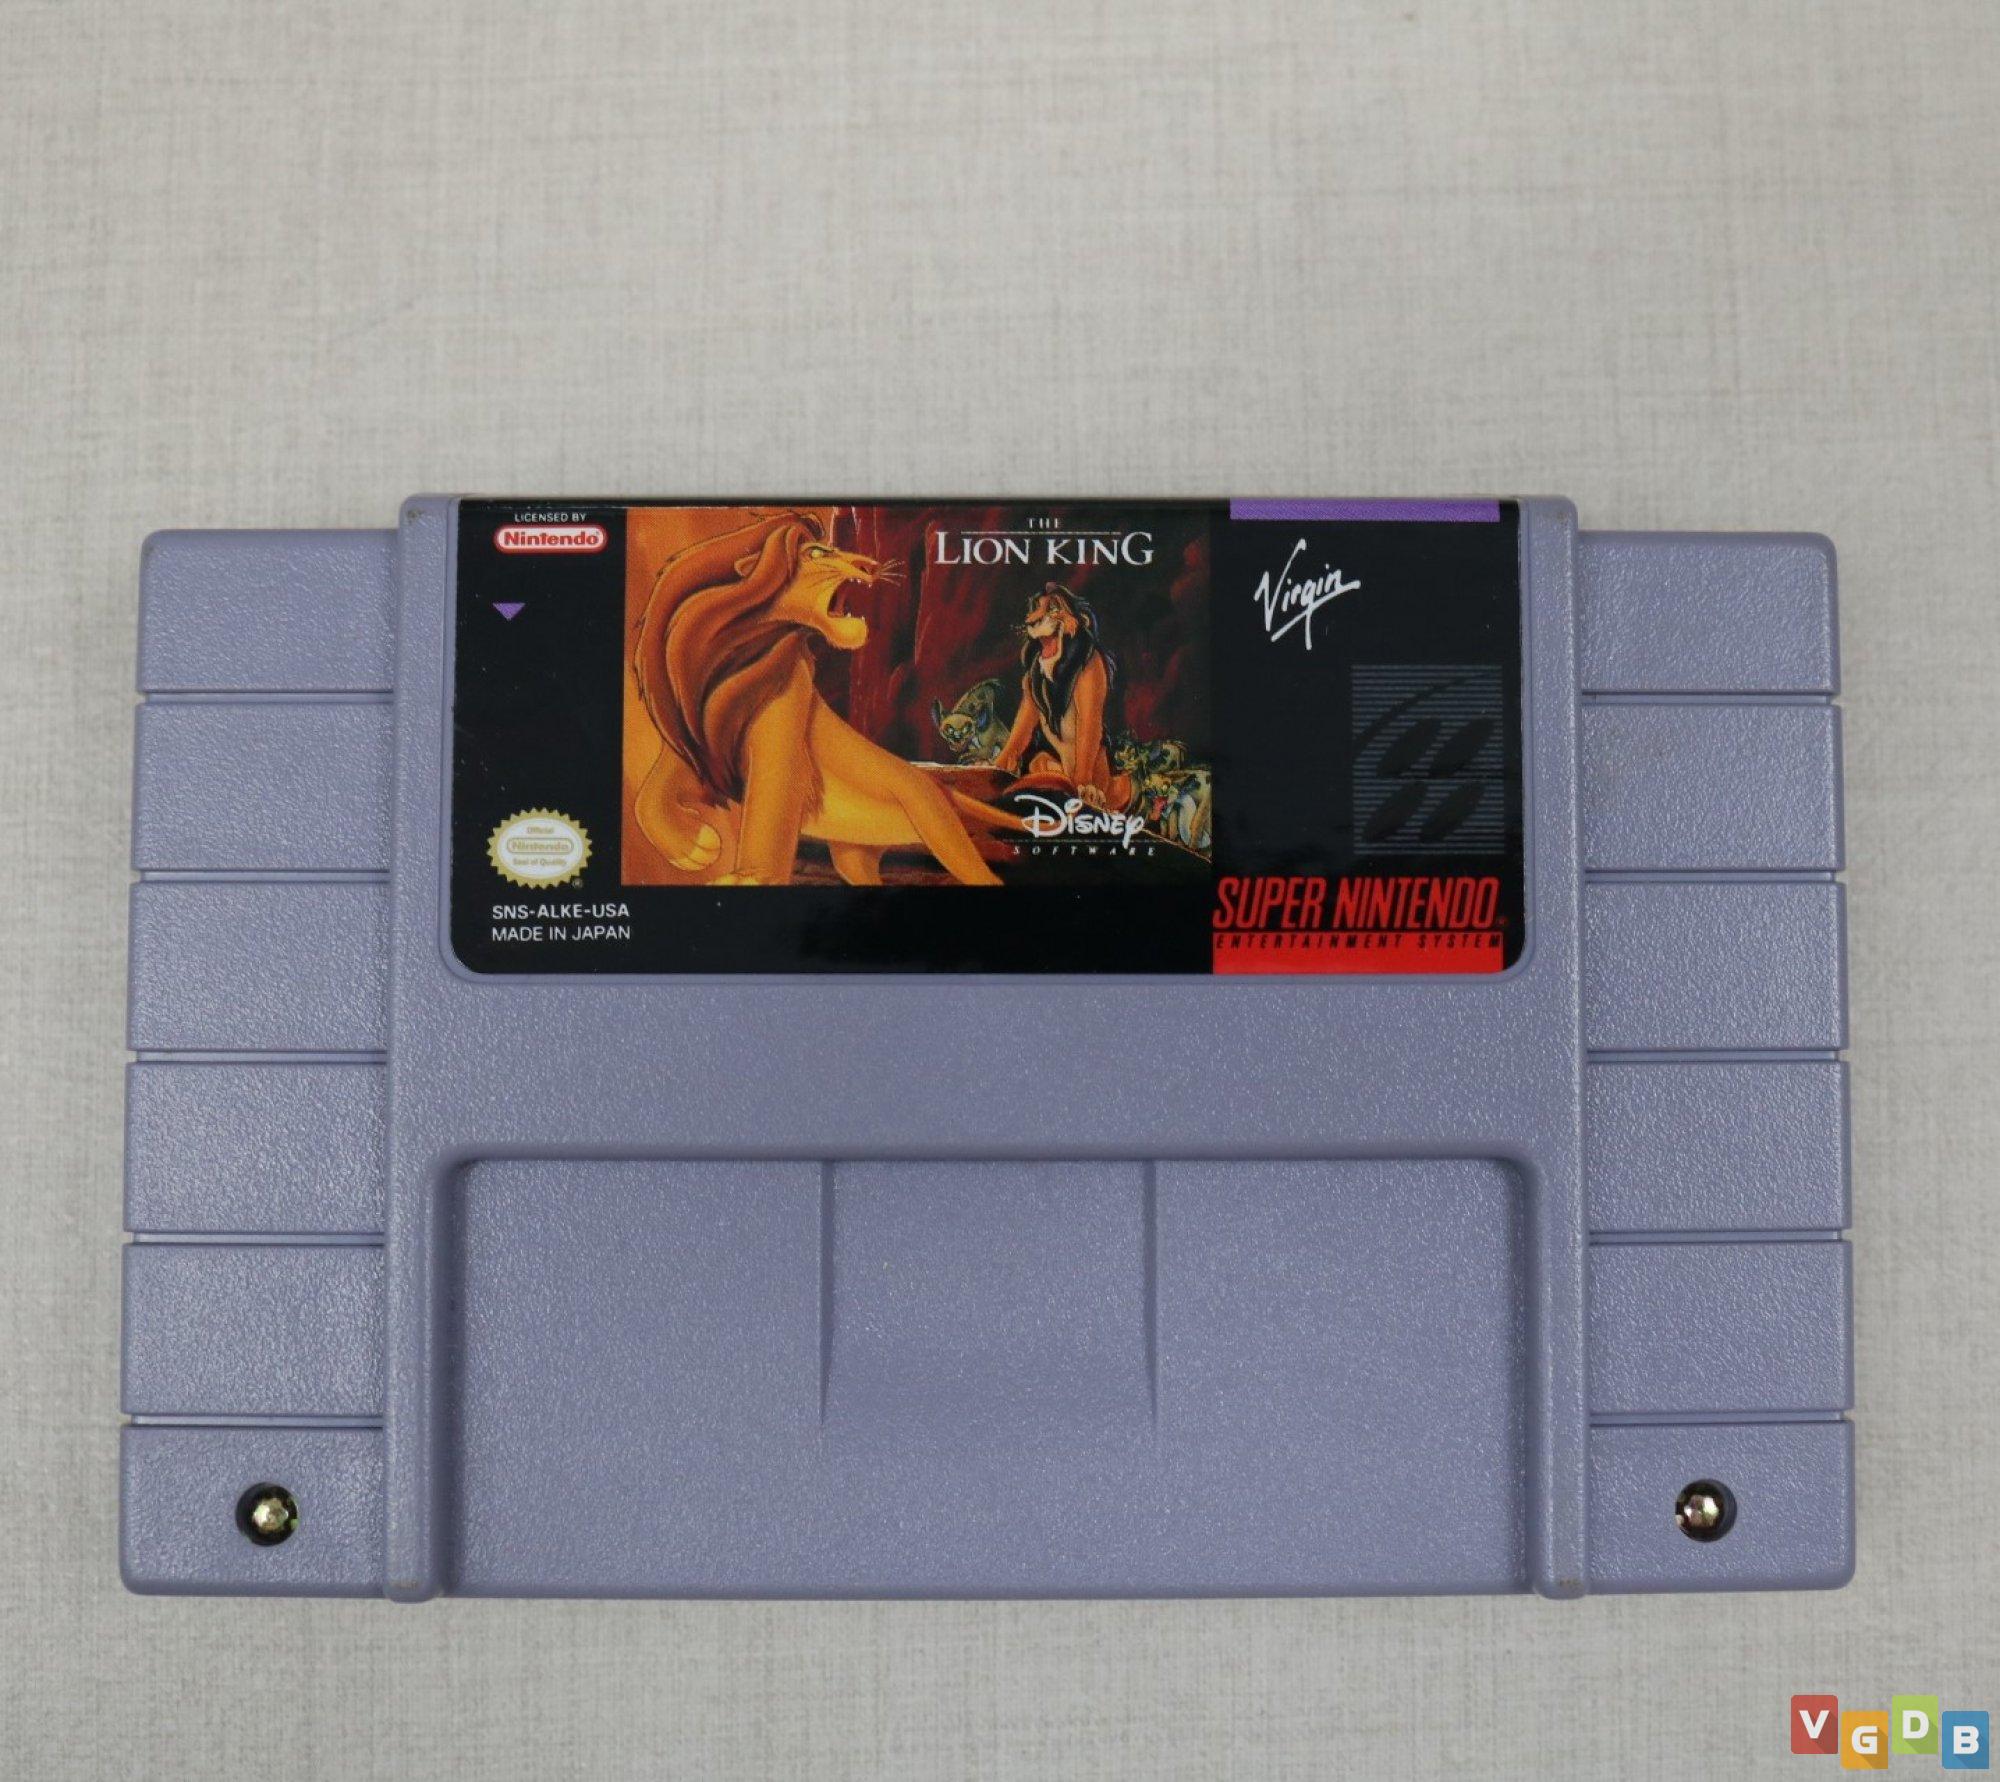 LICENSED BY
Nintendo®
THE
LION KING
Virgin
Disney
SOFTWARE
Official
Nintendo
Seal of Quality
®
SNS-ALKE-USA
MADE IN JAPAN
SUPER NINTENDO®
ENTERTAINMENT SYSTEM
VGDB